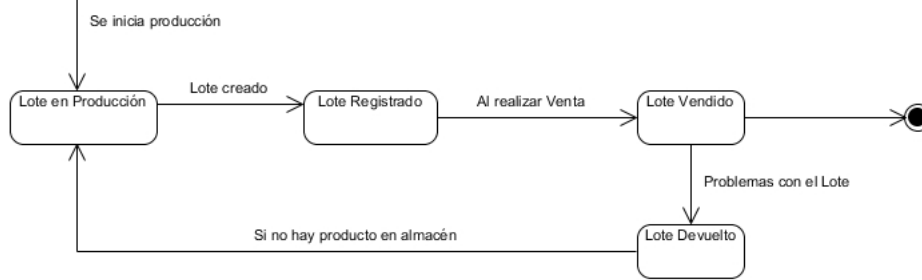 Se inicia producción
Lote en Producción
Lote creado
Lote Registrado
Al realizar Venta
Lote Vendido
Problemas con el Lote
Si no hay producto en almacén
Lote Devuelto